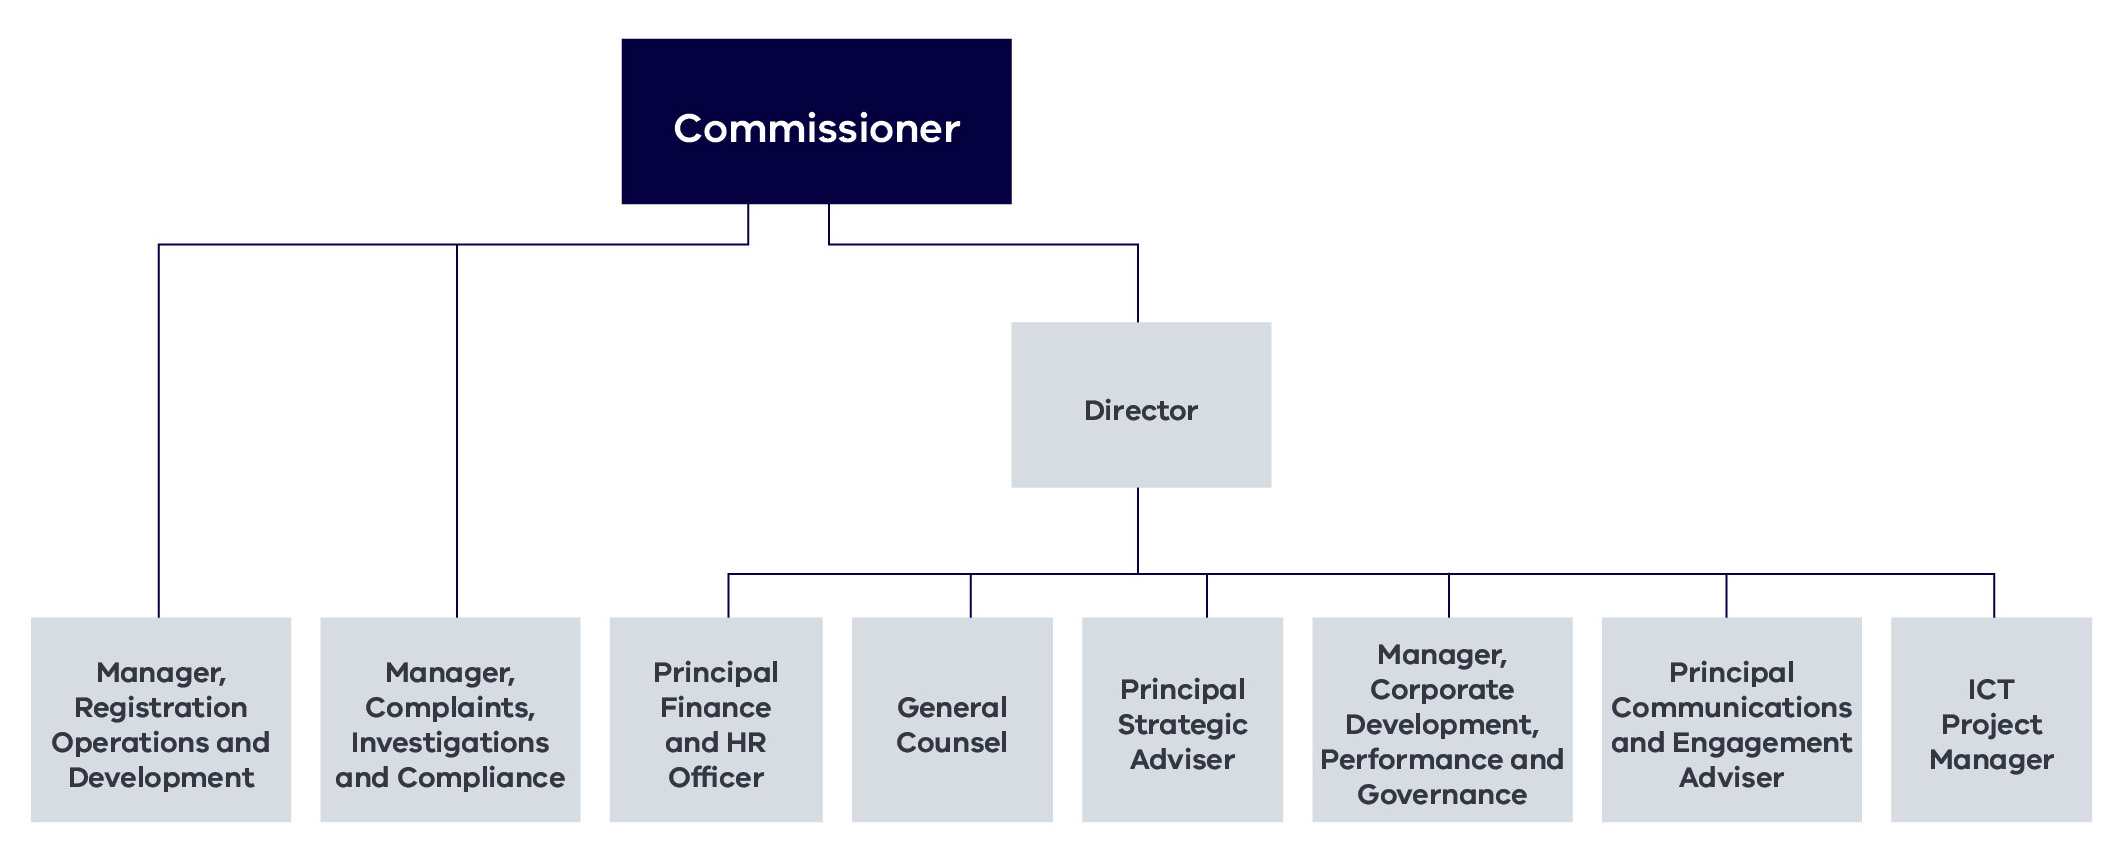 Commissioner
Director
Manager,
Registration
Operations and
Development
Manager,
Complaints,
Investigations
and Compliance
Principal
Finance
and HR
Officer
General
Counsel
Principal
Strategic
Adviser
Manager,
Corporate
Development,
Performance and
Governance
Principal
Communications
and Engagement
Adviser
ICT
Project
Manager